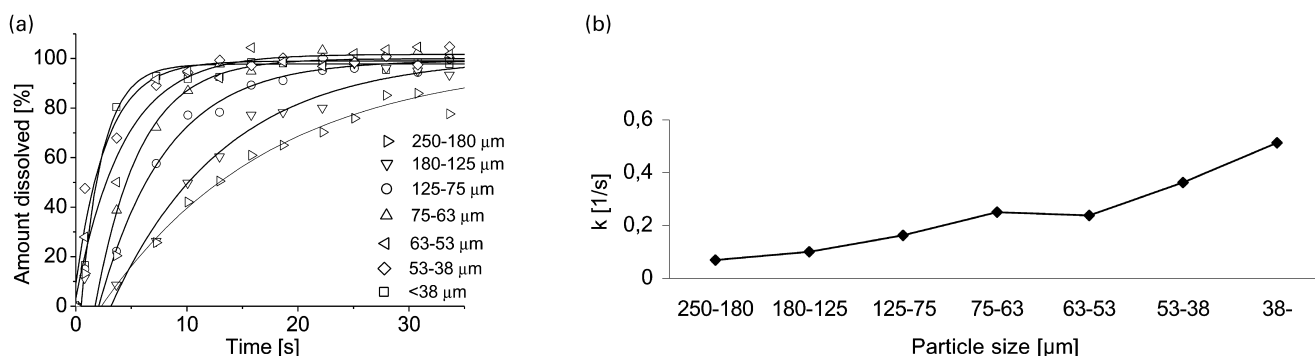 (a)
Amount dissolved [%]
100
80
60
40
20
0
0 10 20 30
Time [s]
250-180 μm
180-125 μm
125-75 μm
75-63 μm
63-53 μm
53-38 μm
<38 μm
(b)
k [1/s]
0,6
0,4
0,2
0
250-180 180-125 125-75 75-63 63-53 53-38 38-
Particle size [μm]